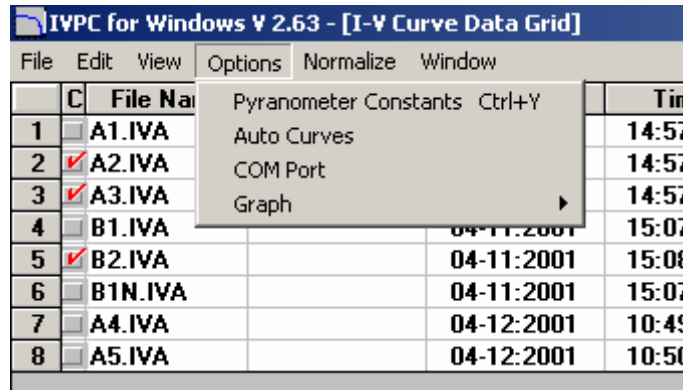 IVPC for Windows V 2.63 - [I-V Curve Data Grid]
File Edit View Options Normalize Window
C File Na Tin
Pyranometer Constants Ctrl+Y
Auto Curves
COM Port
Graph
1 A1.IVA 14:57
2 A2.IVA 14:57
3 A3.IVA 14:57
4 B1.IVA 04-11:2001 15:07
5 B2.IVA 04-11:2001 15:08
6 B1N.IVA 04-11:2001 15:07
7 A4.IVA 04-12:2001 10:49
8 A5.IVA 04-12:2001 10:50